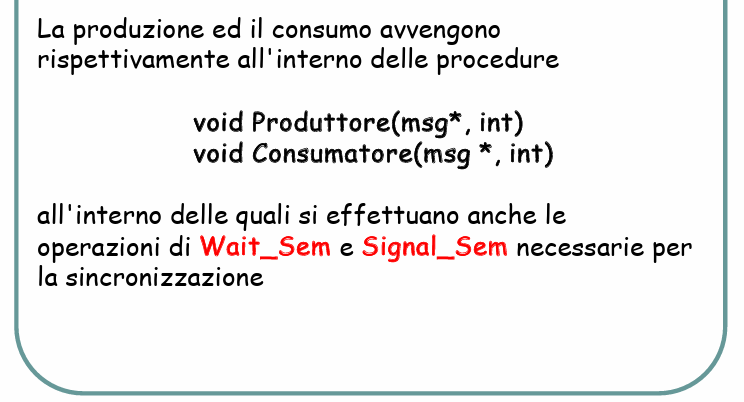 La produzione ed il consumo avvengono
rispettivamente all'interno delle procedure
void Produttore(msg*, int)
void Consumatore(msg *, int)
all'interno delle quali si effettuano anche le
operazioni di Wait_Sem e Signal_Sem necessarie per
la sincronizzazione